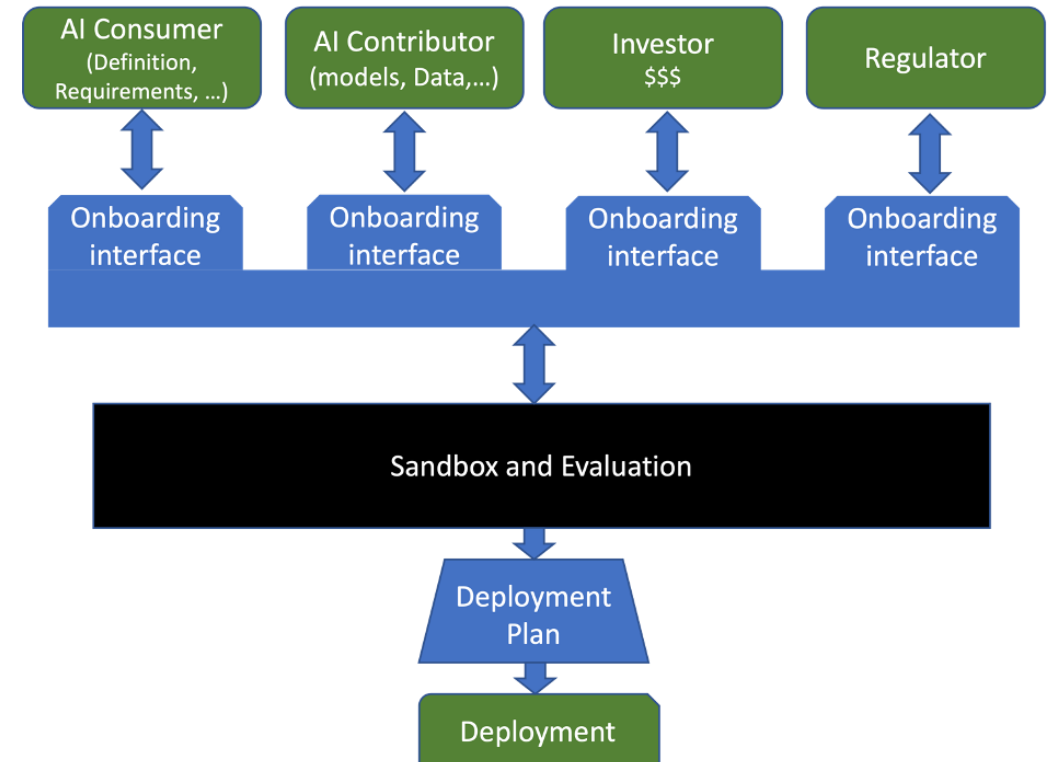 AI Consumer
(Definition,
Requirements, ...)
AI Contributor
(models, Data,...)
Investor
$$$
Regulator
Onboarding
interface
Onboarding
interface
Onboarding
interface
Onboarding
interface
Sandbox and Evaluation
Deployment
Plan
Deployment